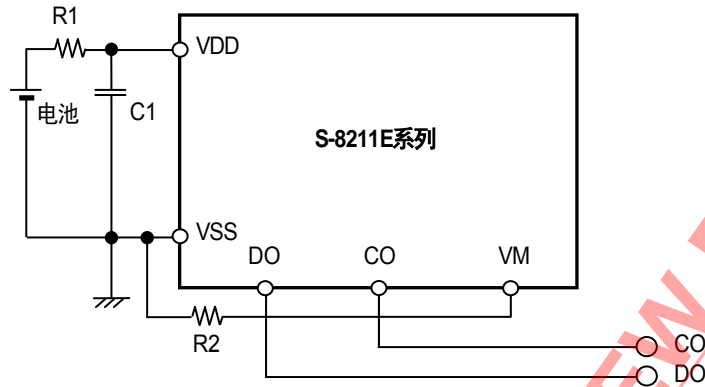 R1
VDD
电池
C1
S-8211E系列
VSS
DO
CO
VM
R2
CO
DO